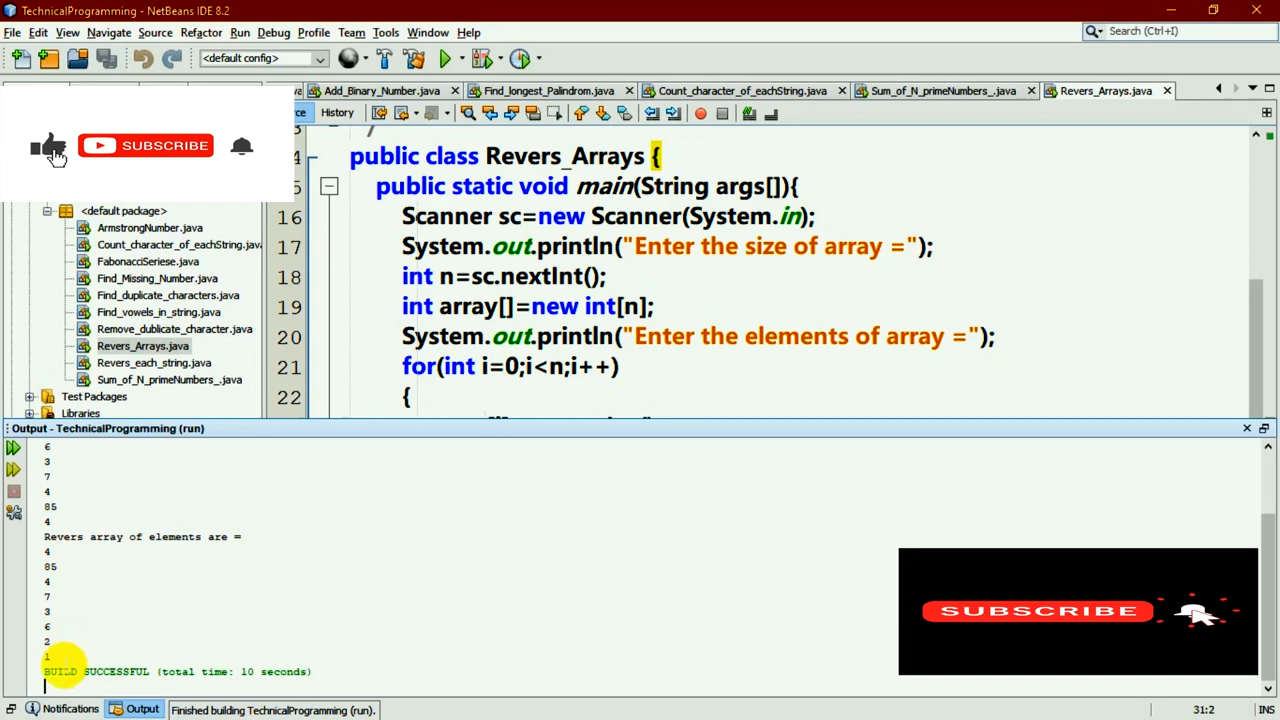 TechnicalProgramming - NetBeans IDE 8.2
File Edit View Navigate Source Refactor Run Debug Profile Team Tools Window Help
Search (Ctrl+I)
<default config>
Add_Binary_Number.java Find_longest_Palindrom.java Count_character_of_eachString.java Sum_of_N_primeNumbers_.java Revers_Arrays.java
History
SUBSCRIBE
<default package>
ArmstrongNumber.java
Count_character_of_eachString.java
FabonacciSeriese.java
Find_Missing_Number.java
Find_duplicate_characters.java
Find_vowels_in_string.java
Remove_dublicate_character.java
Revers_Arrays.java
Revers_each_string.java
Sum_of_N_primeNumbers_.java
Test Packages
Libraries
public class Revers_Arrays {
public static void main(String args[]){
16 Scanner sc=new Scanner(System.in);
17 System.out.println("Enter the size of array =");
18 int n=sc.nextInt();
19 int array[]=new int[n];
20 System.out.println("Enter the elements of array =");
21 for(int i=0;i<n;i++)
22 {
Output - TechnicalProgramming (run)
6
3
7
4
85
4
Revers array of elements are =
4
85
4
7
3
6
2
1
BUILD SUCCESSFUL (total time: 10 seconds)
SUBSCRIBE
Notifications Output Finished building TechnicalProgramming (run). 31:2 INS